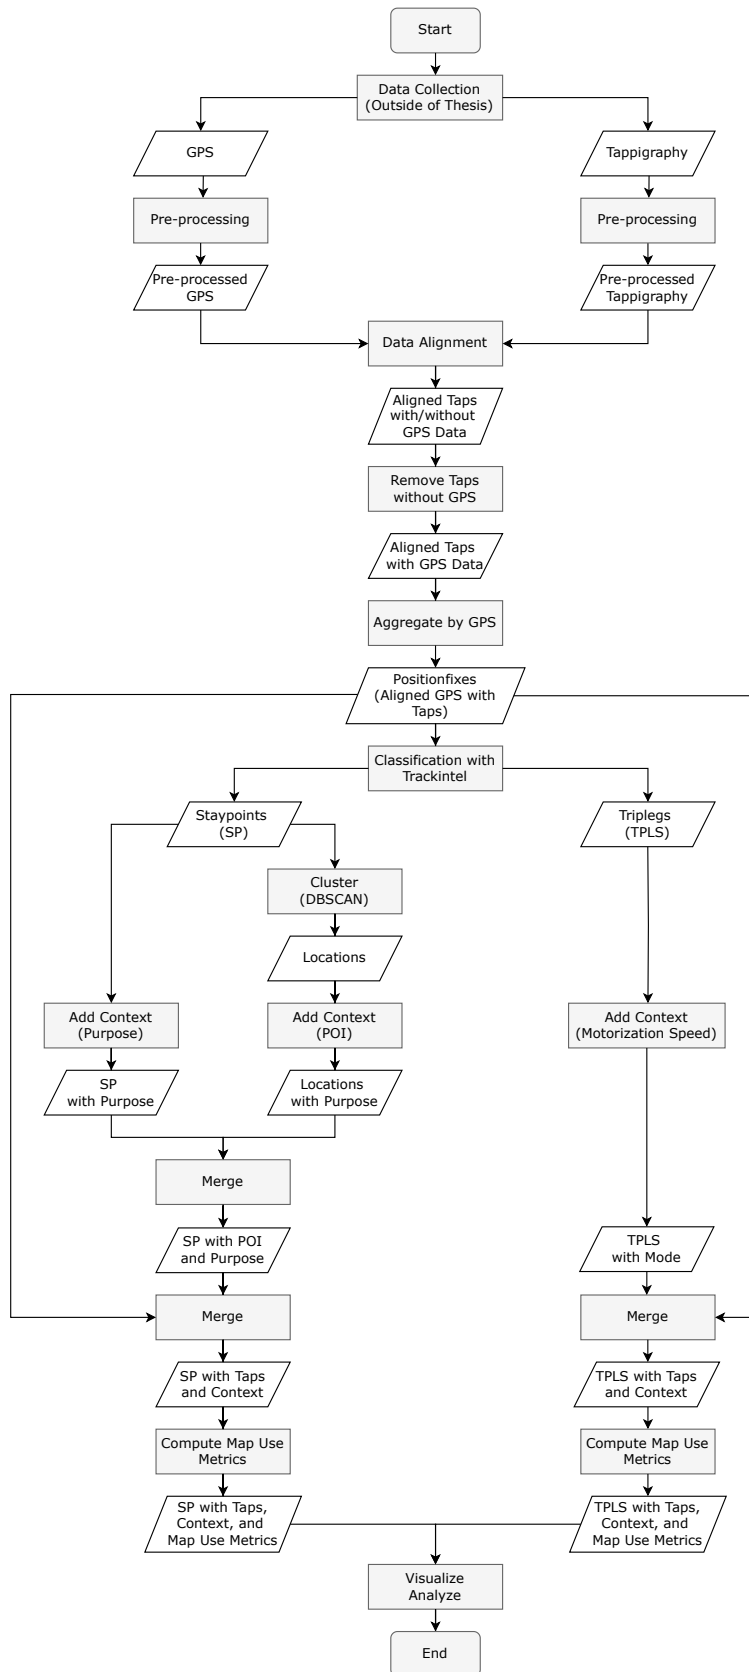 Start
Data Collection
(Outside of Thesis)
GPS
Tappigraphy
Pre-processing
Pre-processing
Pre-processed
GPS
Pre-processed
Tappigraphy
Data Alignment
Aligned Taps
with/without
GPS Data
Remove Taps
without GPS
Aligned Taps
with GPS Data
Aggregate by GPS
Positionfixes
(Aligned GPS with
Taps)
Classification with
Trackintel
Staypoints
(SP)
Triplegs
(TPLS)
Cluster
(DBSCAN)
Locations
Add Context
(Purpose)
Add Context
(POI)
Add Context
(Motorization Speed)
SP
with Purpose
Locations
with Purpose
Merge
SP with POI
and Purpose
TPLS
with Mode
Merge
Merge
SP with Taps
and Context
TPLS with Taps
and Context
Compute Map Use
Metrics
Compute Map Use
Metrics
SP with Taps,
Context, and
Map Use Metrics
TPLS with Taps,
Context, and
Map Use Metrics
Visualize
Analyze
End